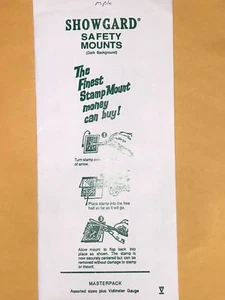 SHOWGARD®
SAFETY
MOUNTS
(Dark Background)
The
Finest
Stamp Mount
money
can buy!
Turn stamp
of arrow.
Place stamp into the free
fold as far as it will go.
Allow mount to flap back into
place as shown. The stamp is
now securely centered but can be
removed without damage to stamp
or mount.
MASTERPACK
Assorted sizes plus Vidimeter Gauge
V